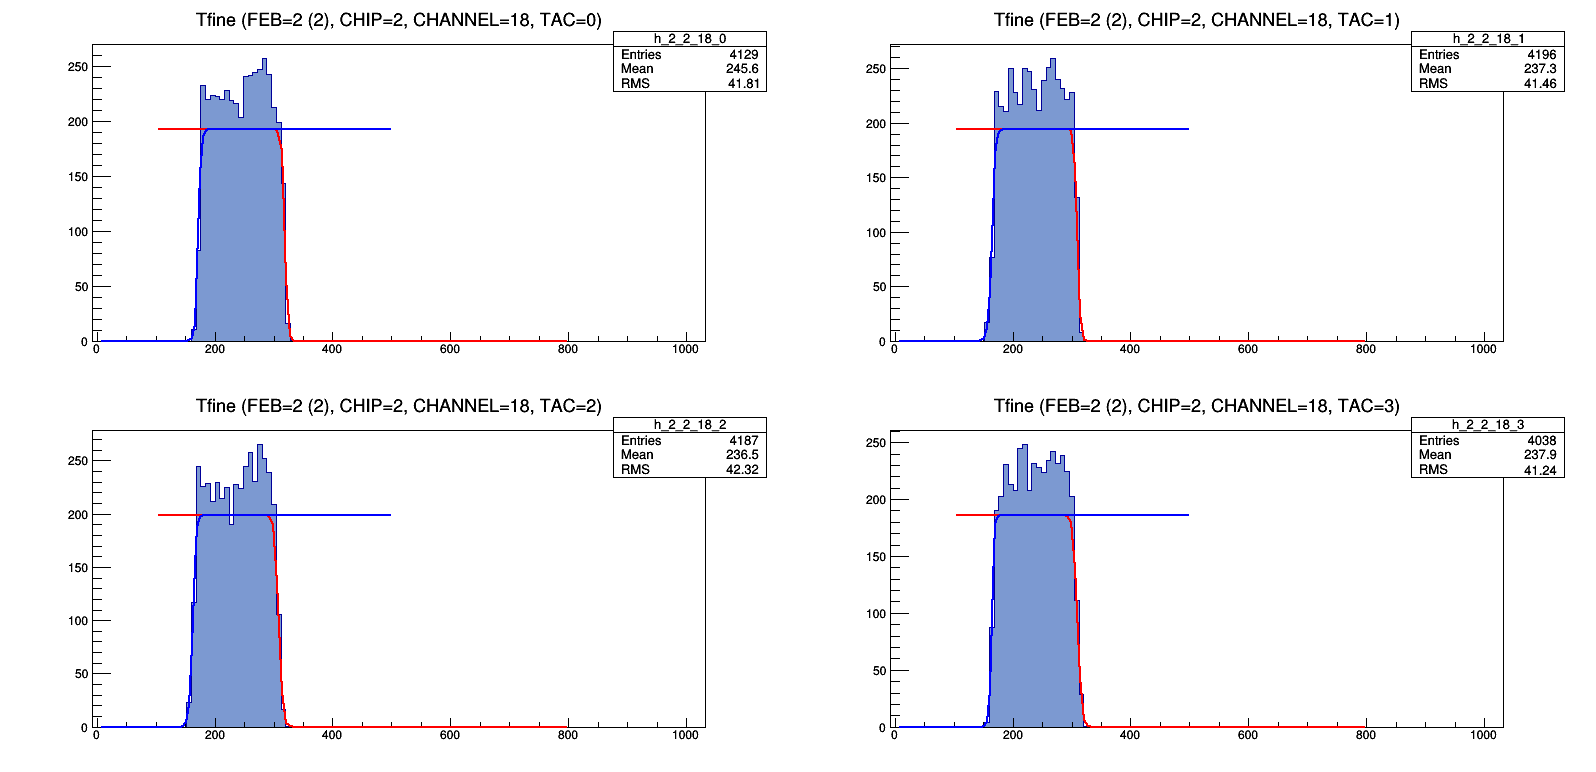 Tfine (FEB=2 (2), CHIP=2, CHANNEL=18, TAC=0)
h_2_2_18_0
Entries 4129
Mean 245.6
RMS 41.81
250
200
150
100
50
0
0 200 400 600 800 1000
Tfine (FEB=2 (2), CHIP=2, CHANNEL=18, TAC=1)
h_2_2_18_1
Entries 4196
Mean 237.3
RMS 41.46
250
200
150
100
50
0
0 200 400 600 800 1000
Tfine (FEB=2 (2), CHIP=2, CHANNEL=18, TAC=2)
h_2_2_18_2
Entries 4187
Mean 236.5
RMS 42.32
250
200
150
100
50
0
0 200 400 600 800 1000
Tfine (FEB=2 (2), CHIP=2, CHANNEL=18, TAC=3)
h_2_2_18_3
Entries 4038
Mean 237.9
RMS 41.24
250
200
150
100
50
0
0 200 400 600 800 1000